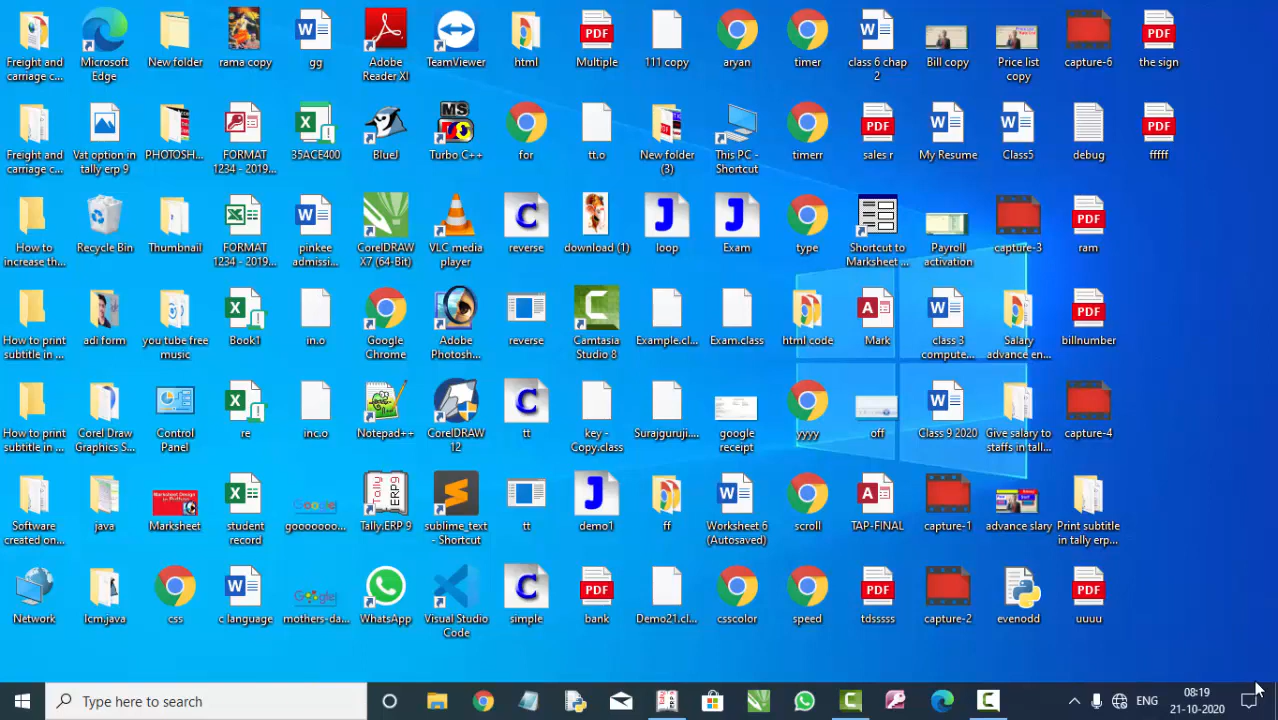 Freight and carriage c...
Microsoft Edge
New folder
rama copy
gg
Adobe Reader XI
TeamViewer
html
Multiple
111 copy
aryan
timer
class 6 chap 2
Bill copy
Price list copy
capture-6
the sign
Freight and carriage c...
Vat option in tally erp 9
PHOTOSH...
FORMAT 1234 - 2019...
35ACE400
BlueJ
Turbo C++
for
tt.o
New folder (3)
This PC - Shortcut
timerr
sales r
My Resume
Class5
debug
fffff
How to increase th...
Recycle Bin
Thumbnail
FORMAT 1234 - 2019...
pinkee admissi...
CorelDRAW X7 (64-Bit)
VLC media player
reverse
download (1)
loop
Exam
type
Shortcut to Marksheet ...
Payroll activation
capture-3
ram
How to print subtitle in ...
adi form
you tube free music
Book1
in.o
Google Chrome
Adobe Photosh...
reverse
Camtasia Studio 8
Example.cl...
Exam.class
html code
Mark
class 3 compute...
Salary advance en...
billnumber
How to print subtitle in ...
Corel Draw Graphics S...
Control Panel
re
inc.o
Notepad++
CorelDRAW 12
tt
key - Copy.class
Surajguruji....
google receipt
yyyy
off
Class 9 2020
Give salary to staffs in tall...
capture-4
Software created on...
java
Marksheet
student record
gooooooo...
Tally.ERP 9
sublime_text - Shortcut
tt
demo1
ff
Worksheet 6 (Autosaved)
scroll
TAP-FINAL
capture-1
advance slary
Print subtitle in tally erp...
Network
lcm.java
css
c language
mothers-da...
WhatsApp
Visual Studio Code
simple
bank
Demo21.cl...
csscolor
speed
tdsssss
capture-2
evenodd
uuuu
Type here to search
ENG
08:19
21-10-2020